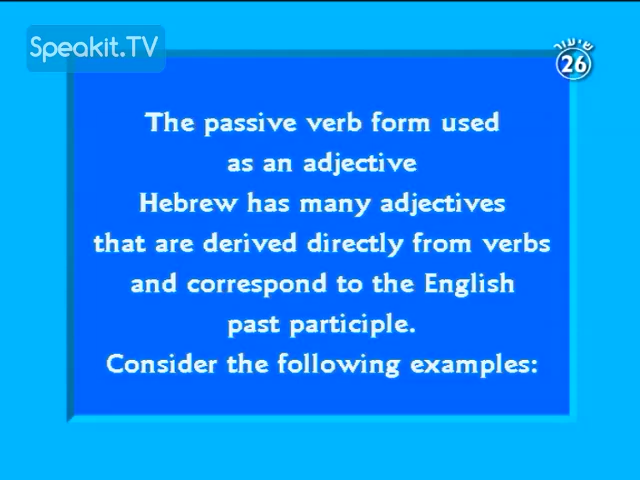 Speakit.TV
שיעור
26
The passive verb form used
as an adjective
Hebrew has many adjectives
that are derived directly from verbs
and correspond to the English
past participle.
Consider the following examples: